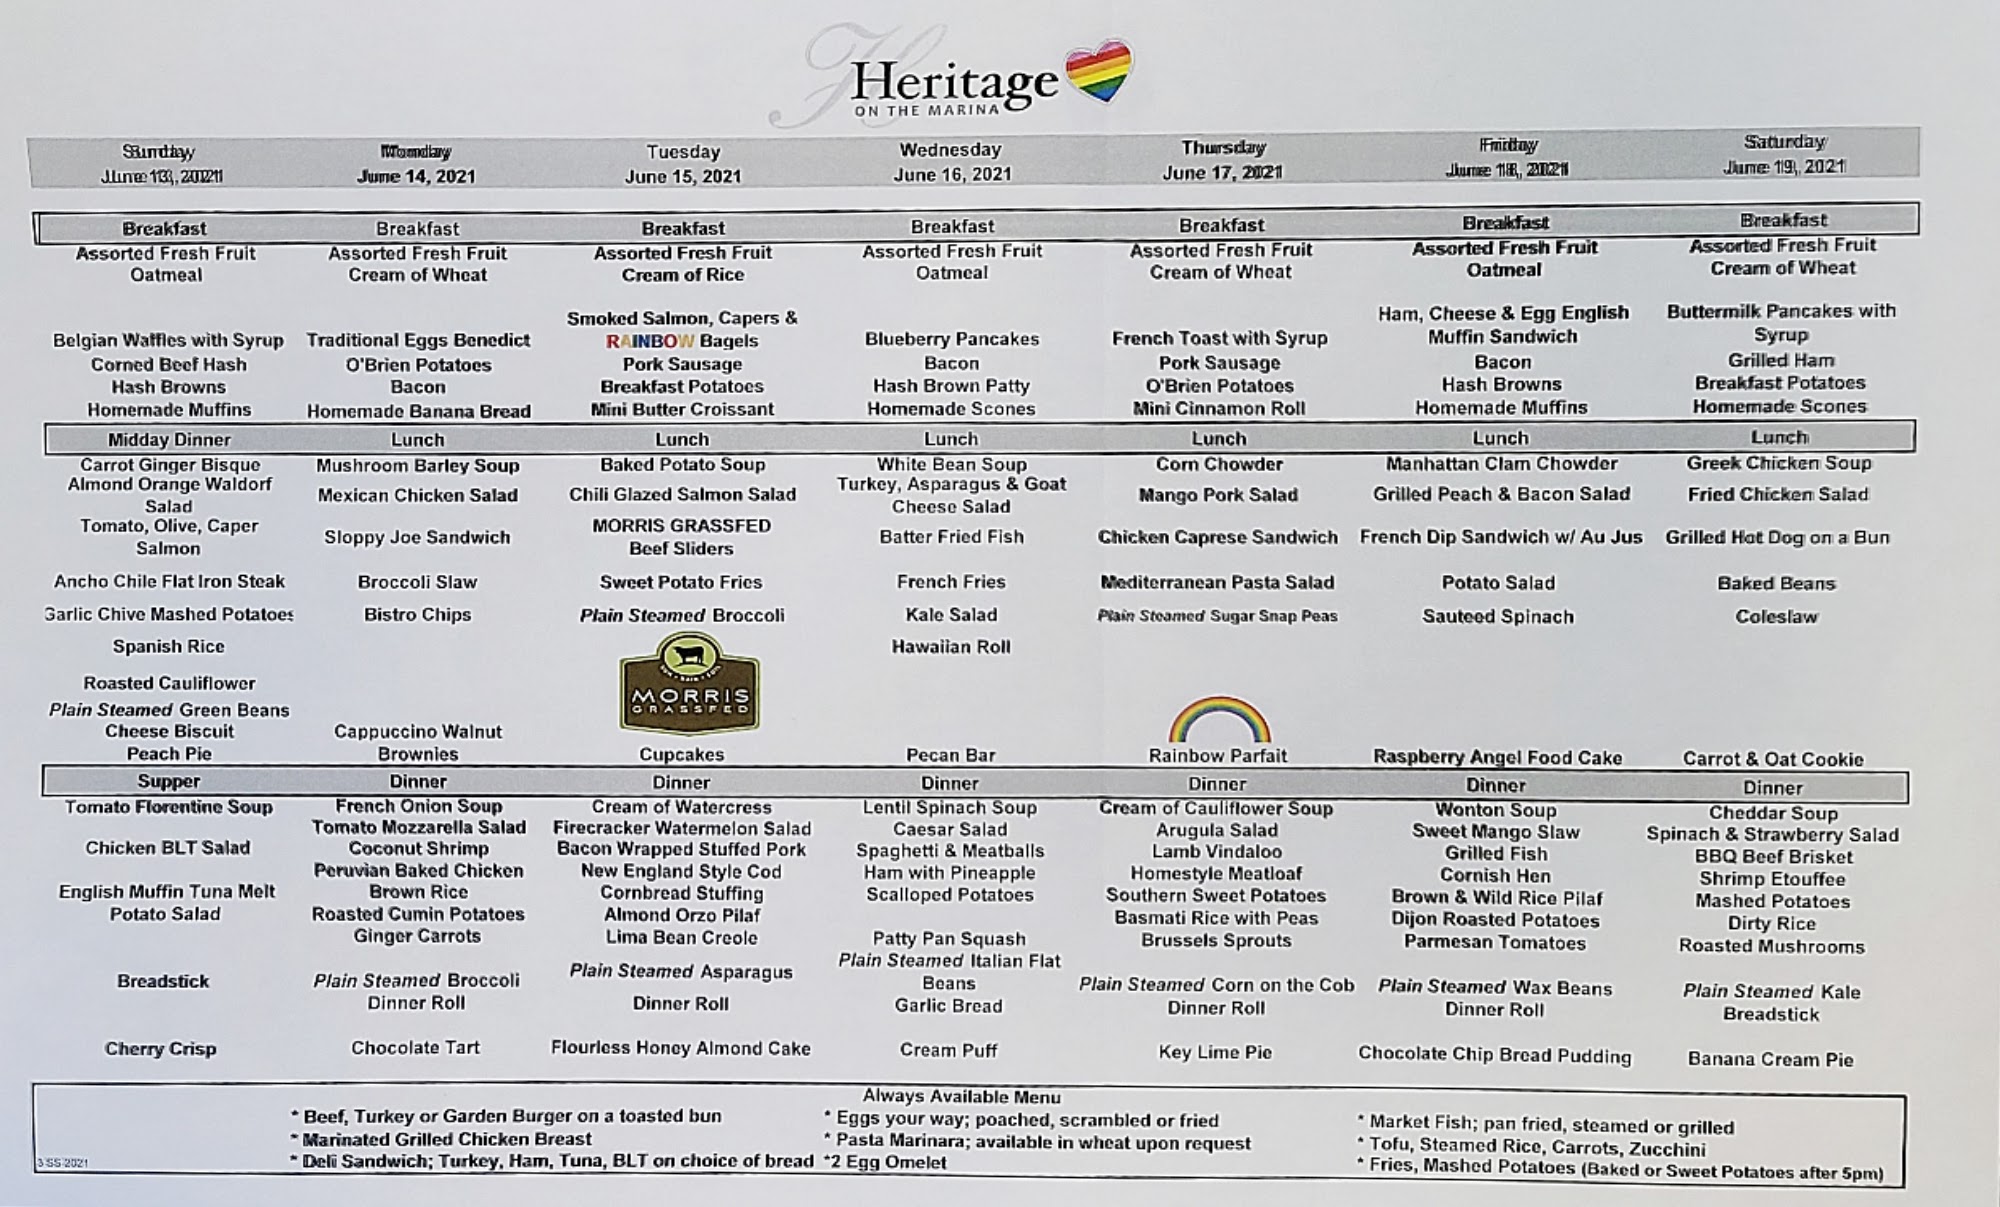 Heritage
ON THE MARINA
Sunday Monday Tuesday Wednesday Thursday Friday Saturday
June 13, 2021 June 14, 2021 June 15, 2021 June 16, 2021 June 17, 2021 June 18, 2021 June 19, 2021
Breakfast Breakfast Breakfast Breakfast Breakfast Breakfast Breakfast
Assorted Fresh Fruit Assorted Fresh Fruit Assorted Fresh Fruit Assorted Fresh Fruit Assorted Fresh Fruit Assorted Fresh Fruit Assorted Fresh Fruit
Oatmeal Cream of Wheat Cream of Rice Oatmeal Cream of Wheat Oatmeal Cream of Wheat
Smoked Salmon, Capers & Ham, Cheese & Egg English Buttermilk Pancakes with
Belgian Waffles with Syrup Traditional Eggs Benedict RAINBOW Bagels Blueberry Pancakes French Toast with Syrup Muffin Sandwich Syrup
Corned Beef Hash O'Brien Potatoes Pork Sausage Bacon Pork Sausage Bacon Grilled Ham
Hash Browns Bacon Breakfast Potatoes Hash Brown Patty O'Brien Potatoes Hash Browns Breakfast Potatoes
Homemade Muffins Homemade Banana Bread Mini Butter Croissant Homemade Scones Mini Cinnamon Roll Homemade Muffins Homemade Scones
Midday Dinner Lunch Lunch Lunch Lunch Lunch Lunch
Carrot Ginger Bisque Mushroom Barley Soup Baked Potato Soup White Bean Soup Corn Chowder Manhattan Clam Chowder Greek Chicken Soup
Almond Orange Waldorf Turkey, Asparagus & Goat
Salad Mexican Chicken Salad Chili Glazed Salmon Salad Cheese Salad Mango Pork Salad Grilled Peach & Bacon Salad Fried Chicken Salad
Tomato, Olive, Caper MORRIS GRASSFED
Salmon Sloppy Joe Sandwich Beef Sliders Batter Fried Fish Chicken Caprese Sandwich French Dip Sandwich w/ Au Jus Grilled Hot Dog on a Bun
Ancho Chile Flat Iron Steak Broccoli Slaw Sweet Potato Fries French Fries Mediterranean Pasta Salad Potato Salad Baked Beans
Garlic Chive Mashed Potatoes Bistro Chips Plain Steamed Broccoli Kale Salad Plain Steamed Sugar Snap Peas Sauteed Spinach Coleslaw
Spanish Rice Hawaiian Roll
Roasted Cauliflower
MORRIS
GRASSFED
Plain Steamed Green Beans
Cheese Biscuit Cappuccino Walnut
Peach Pie Brownies Cupcakes Pecan Bar Rainbow Parfait Raspberry Angel Food Cake Carrot & Oat Cookie
Supper Dinner Dinner Dinner Dinner Dinner Dinner
Tomato Florentine Soup French Onion Soup Cream of Watercress Lentil Spinach Soup Cream of Cauliflower Soup Wonton Soup Cheddar Soup
Tomato Mozzarella Salad Firecracker Watermelon Salad Caesar Salad Arugula Salad Sweet Mango Slaw Spinach & Strawberry Salad
Chicken BLT Salad Coconut Shrimp Bacon Wrapped Stuffed Pork Spaghetti & Meatballs Lamb Vindaloo Grilled Fish BBQ Beef Brisket
Peruvian Baked Chicken New England Style Cod Ham with Pineapple Homestyle Meatloaf Cornish Hen Shrimp Etouffee
English Muffin Tuna Melt Brown Rice Cornbread Stuffing Scalloped Potatoes Southern Sweet Potatoes Brown & Wild Rice Pilaf Mashed Potatoes
Potato Salad Roasted Cumin Potatoes Almond Orzo Pilaf Basmati Rice with Peas Dijon Roasted Potatoes Dirty Rice
Ginger Carrots Lima Bean Creole Patty Pan Squash Brussels Sprouts Parmesan Tomatoes Roasted Mushrooms
Plain Steamed Italian Flat
Breadstick Plain Steamed Broccoli Plain Steamed Asparagus Beans Plain Steamed Corn on the Cob Plain Steamed Wax Beans Plain Steamed Kale
Dinner Roll Dinner Roll Garlic Bread Dinner Roll Dinner Roll Breadstick
Cherry Crisp Chocolate Tart Flourless Honey Almond Cake Cream Puff Key Lime Pie Chocolate Chip Bread Pudding Banana Cream Pie
Always Available Menu
* Beef, Turkey or Garden Burger on a toasted bun * Eggs your way; poached, scrambled or fried * Market Fish; pan fried, steamed or grilled
* Marinated Grilled Chicken Breast * Pasta Marinara; available in wheat upon request * Tofu, Steamed Rice, Carrots, Zucchini
3 SS 2021 * Deli Sandwich; Turkey, Ham, Tuna, BLT on choice of bread *2 Egg Omelet * Fries, Mashed Potatoes (Baked or Sweet Potatoes after 5pm)